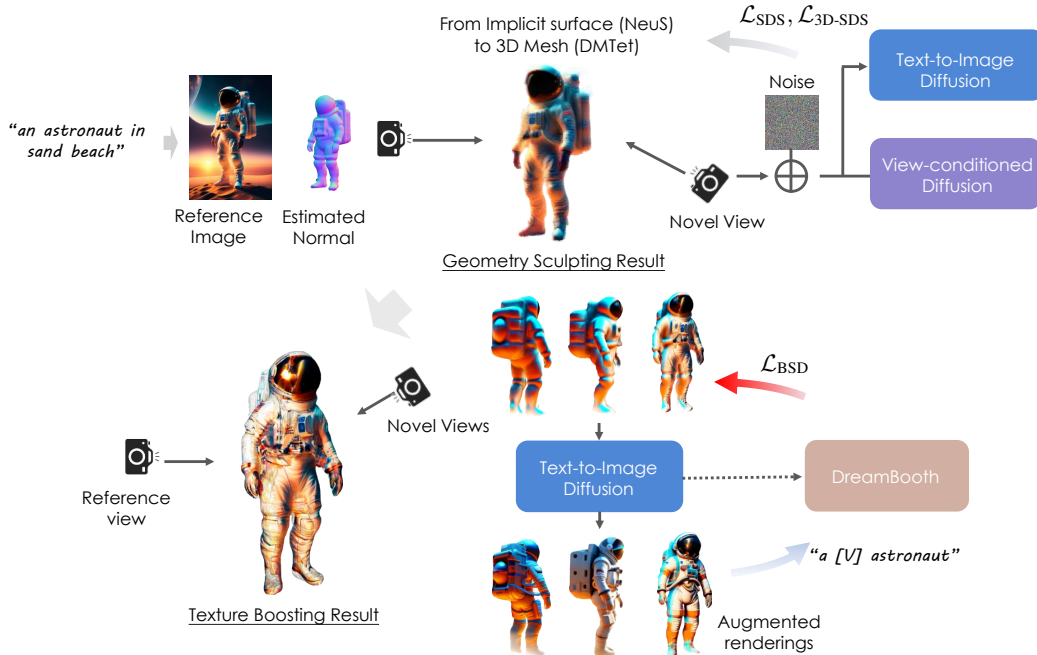 From Implicit surface (NeuS)
to 3D Mesh (DMTet)
ℒSDS, ℒ3D-SDS
Text-to-Image
Diffusion
Noise
"an astronaut in
sand beach"
View-conditioned
Diffusion
Reference
Image
Estimated
Normal
Novel View
Geometry Sculpting Result
ℒBSD
Novel Views
Text-to-Image
Diffusion
DreamBooth
Reference
view
"a [V] astronaut"
Texture Boosting Result
Augmented
renderings